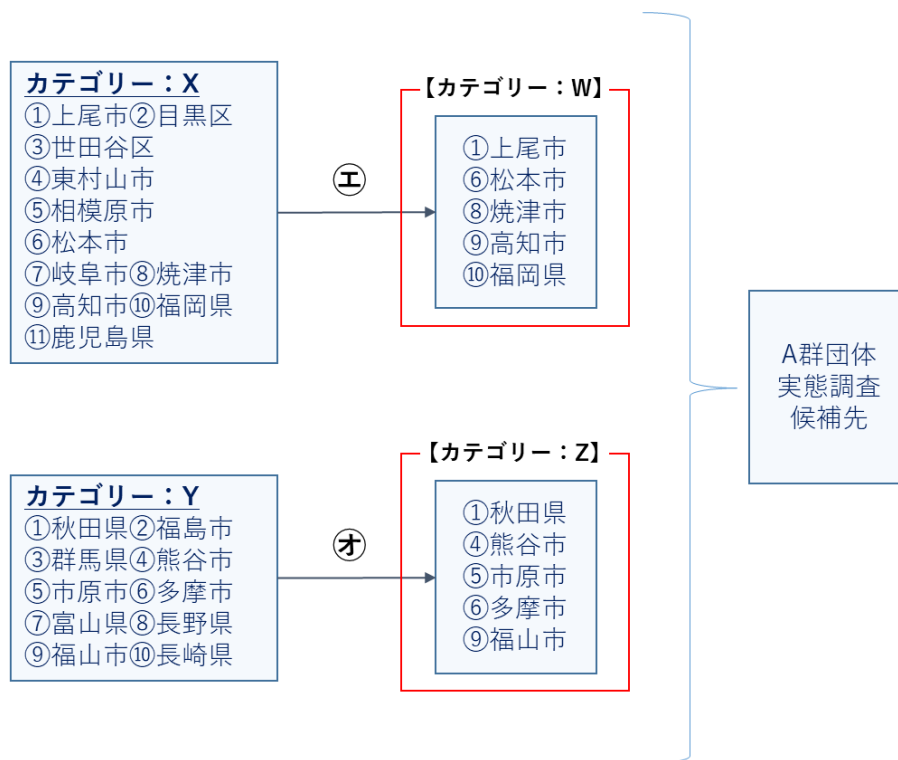 カテゴリー：X
①上尾市②目黒区
③世田谷区
④東村山市
⑤相模原市
⑥松本市
⑦岐阜市⑧焼津市
⑨高知市⑩福岡県
⑪鹿児島県
㋓
【カテゴリー：W】
①上尾市
⑥松本市
⑧焼津市
⑨高知市
⑩福岡県
カテゴリー：Y
①秋田県②福島市
③群馬県④熊谷市
⑤市原市⑥多摩市
⑦富山県⑧長野県
⑨福山市⑩長崎県
㋔
【カテゴリー：Z】
①秋田県
④熊谷市
⑤市原市
⑥多摩市
⑨福山市
A群団体
実態調査
候補先